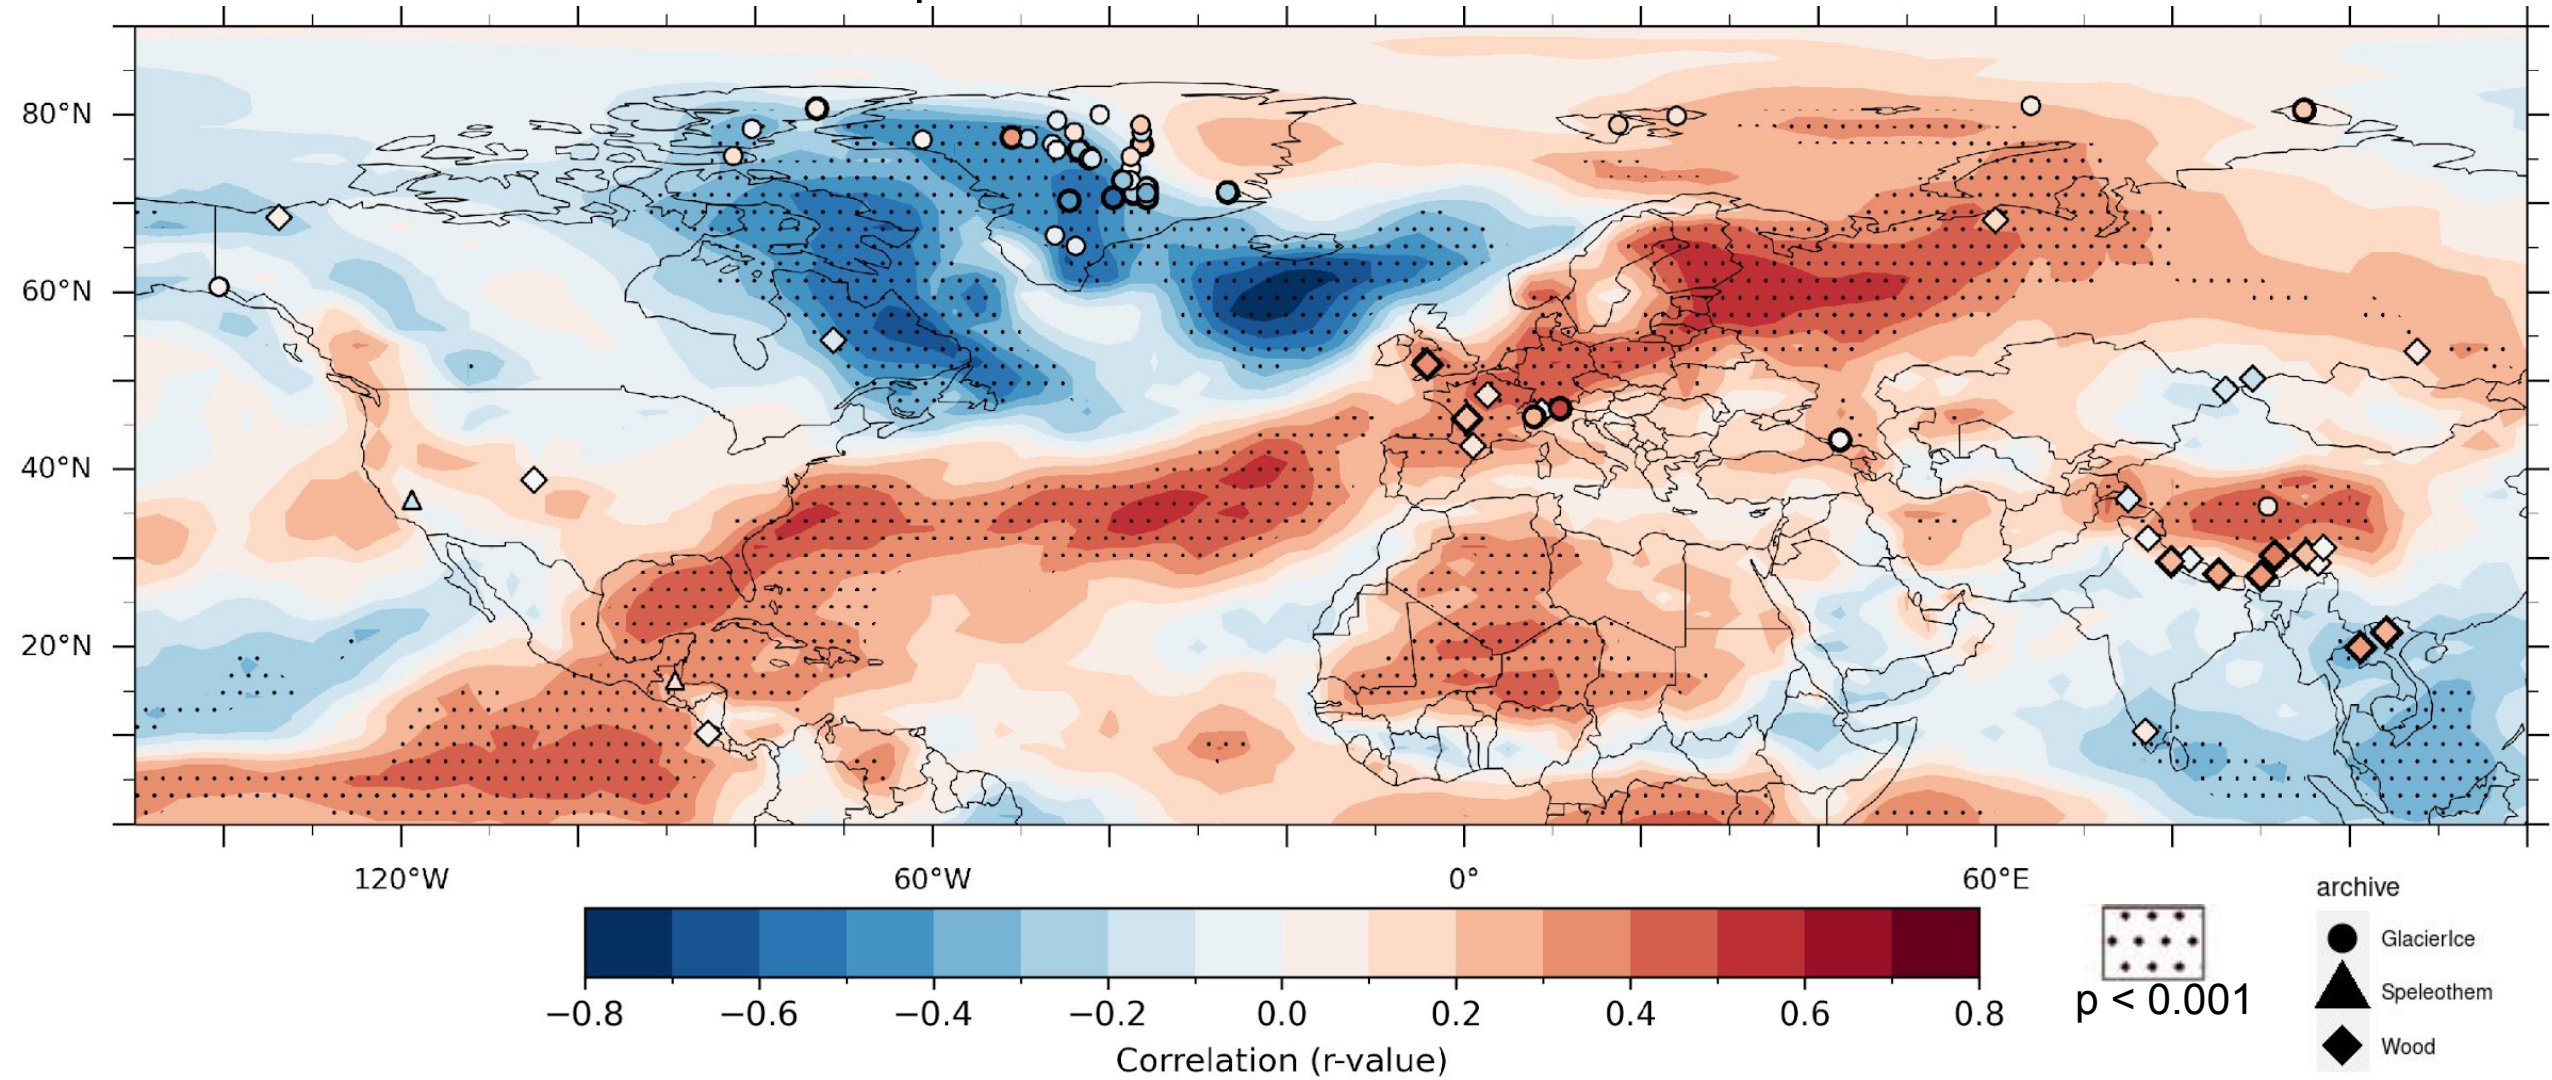 80°N
60°N
40°N
20°N
120°W
60°W
0°
60°E
−0.8
−0.6
−0.4
−0.2
0.0
0.2
0.4
0.6
0.8
Correlation (r-value)
p < 0.001
archive
GlacierIce
Speleothem
Wood